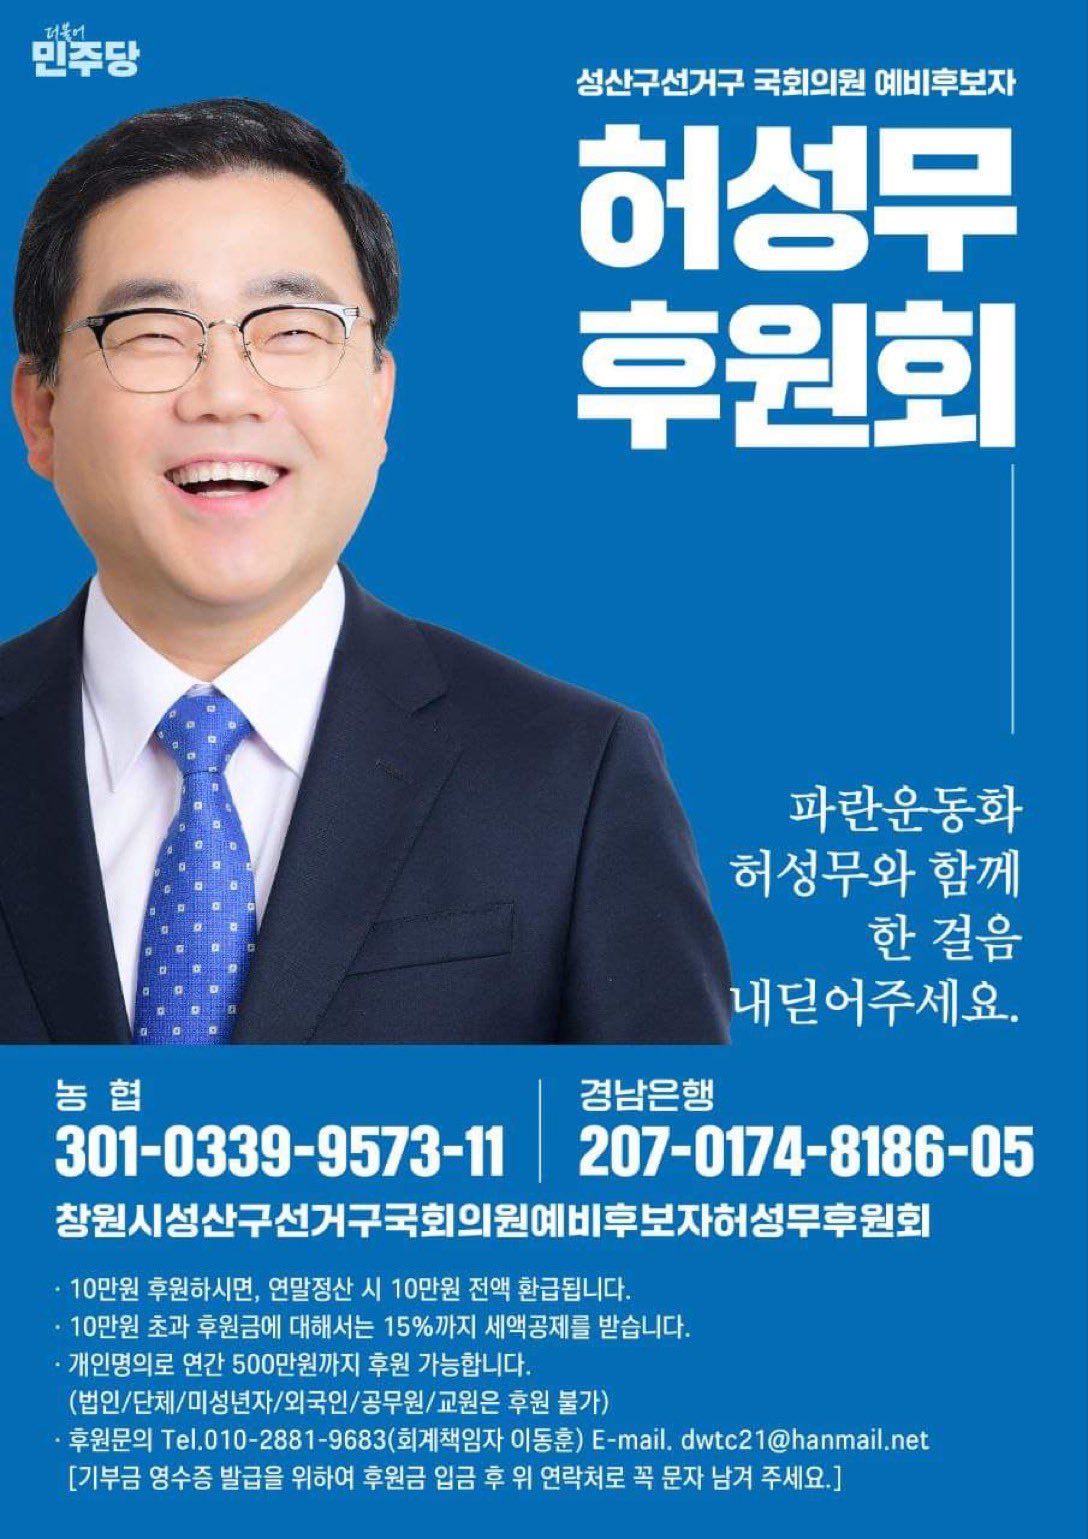 더불어
민주당
성산구선거구 국회의원 예비후보자
허성무
후원회
파란운동화
허성무와 함께
한 걸음
내딛어주세요.
농 협
301-0339-9573-11
경남은행
207-0174-8186-05
창원시성산구선거구국회의원예비후보자허성무후원회
· 10만원 후원하시면, 연말정산 시 10만원 전액 환급됩니다.
· 10만원 초과 후원금에 대해서는 15%까지 세액공제를 받습니다.
· 개인명의로 연간 500만원까지 후원 가능합니다.
(법인/단체/미성년자/외국인/공무원/교원은 후원 불가)
· 후원문의 Tel.010-2881-9683(회계책임자 이동훈) E-mail. dwtc21@hanmail.net
[기부금 영수증 발급을 위하여 후원금 입금 후 위 연락처로 꼭 문자 남겨 주세요.]